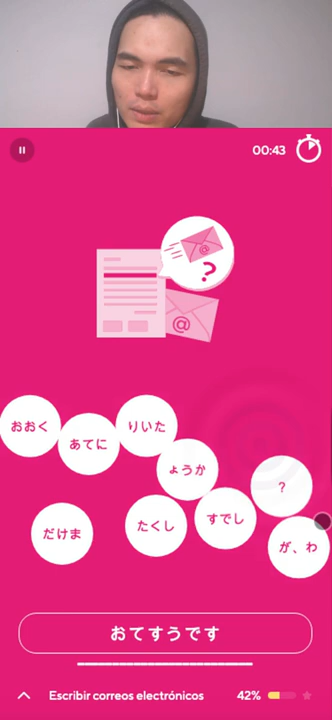 00:43
@
?
@
おおく
あてに
りいた
ょうか
?
だけま
たくし
すでし
が、わ
おてすうです
Escribir correos electrónicos 42%